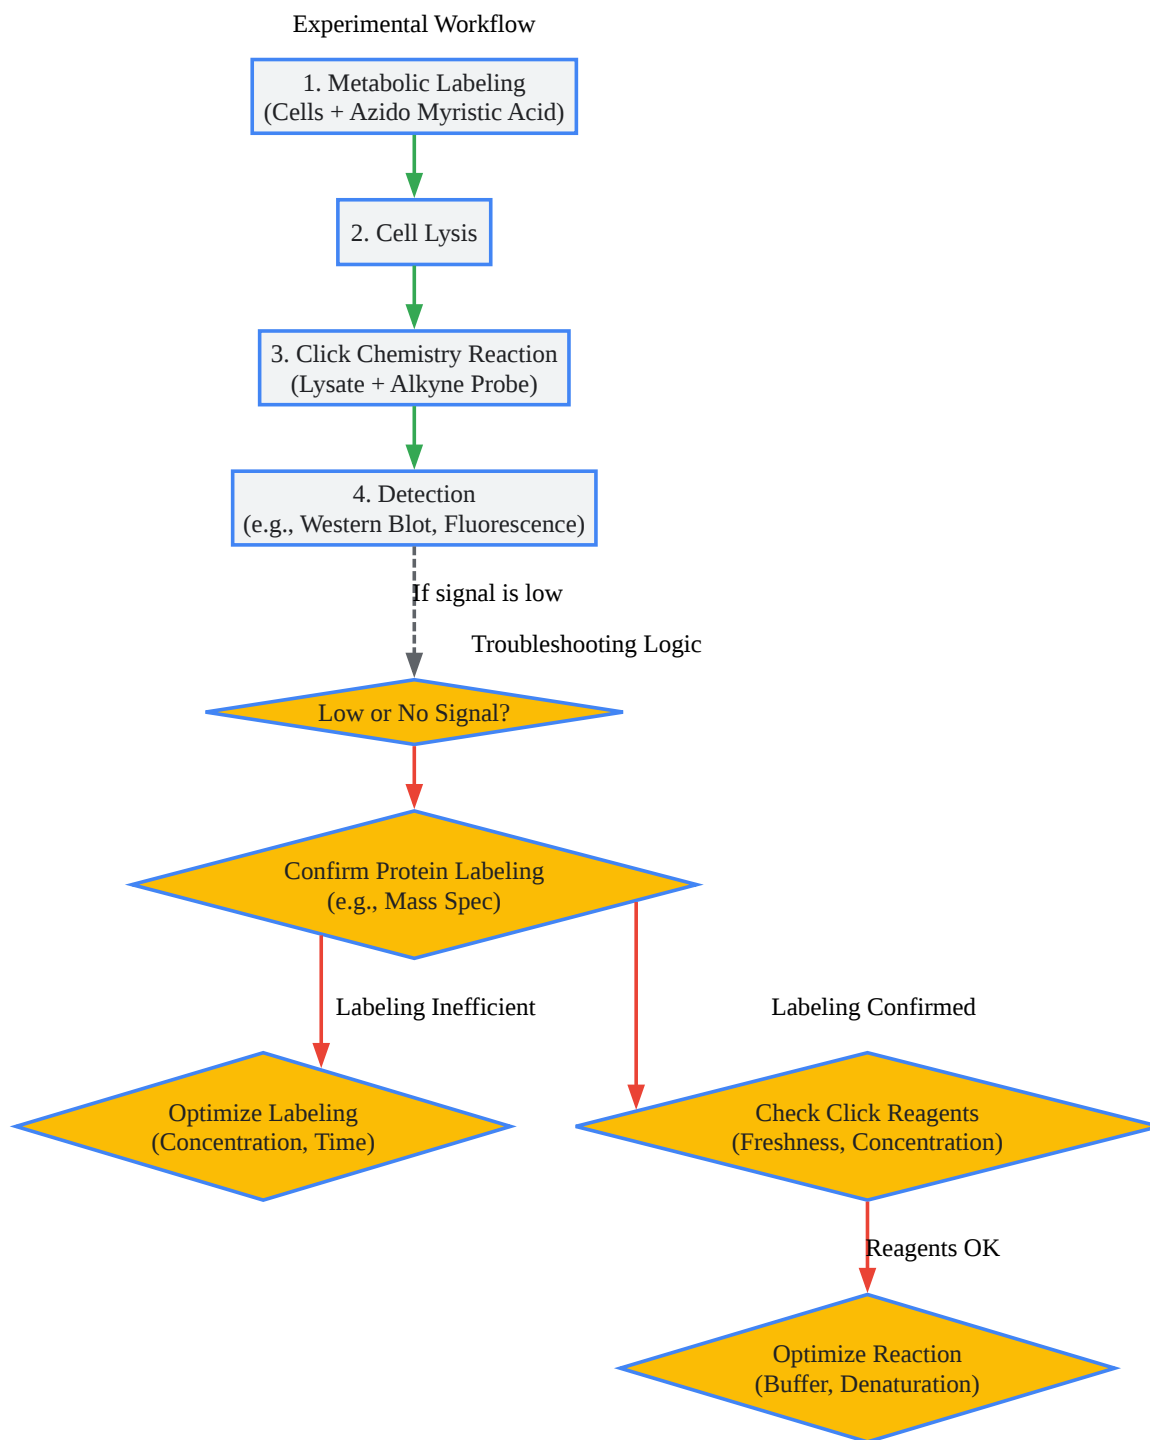 Experimental Workflow
1. Metabolic Labeling
(Cells + Azido Myristic Acid)
2. Cell Lysis
3. Click Chemistry Reaction
(Lysate + Alkyne Probe)
4. Detection
(e.g., Western Blot, Fluorescence)
If signal is low
Troubleshooting Logic
Low or No Signal?
Confirm Protein Labeling
(e.g., Mass Spec)
Labeling Inefficient
Labeling Confirmed
Optimize Labeling
(Concentration, Time)
Check Click Reagents
(Freshness, Concentration)
Reagents OK
Optimize Reaction
(Buffer, Denaturation)